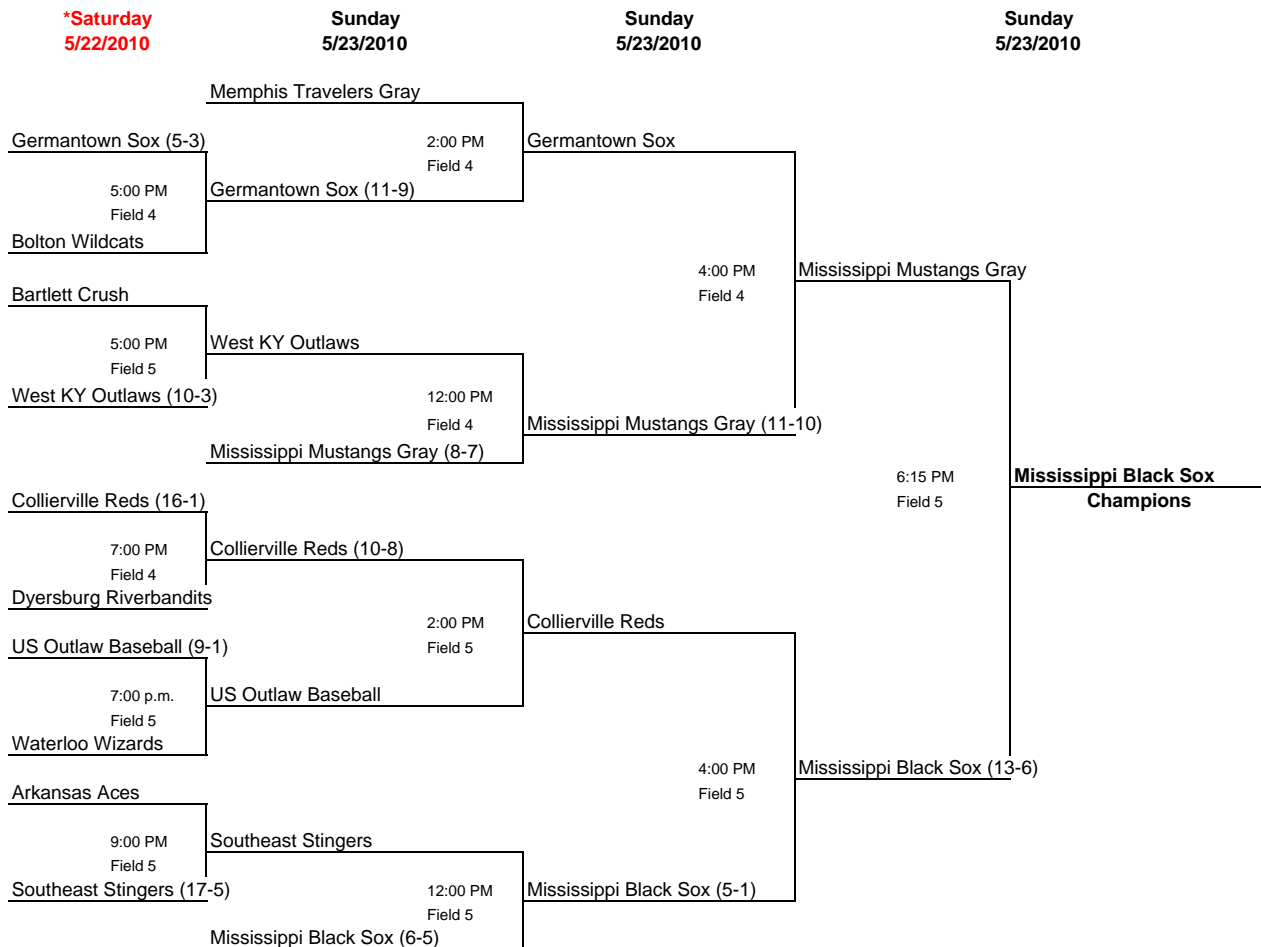 *Saturday Sunday Sunday Sunday
5/22/2010 5/23/2010 5/23/2010 5/23/2010
Memphis Travelers Gray
Germantown Sox (5-3) 2:00 PM Germantown Sox
Field 4
5:00 PM Germantown Sox (11-9)
Field 4
Bolton Wildcats
4:00 PM Mississippi Mustangs Gray
Bartlett Crush Field 4
5:00 PM West KY Outlaws
Field 5
West KY Outlaws (10-3) 12:00 PM
Field 4 Mississippi Mustangs Gray (11-10)
Mississippi Mustangs Gray (8-7)
6:15 PM Mississippi Black Sox
Collierville Reds (16-1) Field 5 Champions
7:00 PM Collierville Reds (10-8)
Field 4
Dyersburg Riverbandits
2:00 PM Collierville Reds
US Outlaw Baseball (9-1) Field 5
7:00 p.m. US Outlaw Baseball
Field 5
Waterloo Wizards
4:00 PM Mississippi Black Sox (13-6)
Arkansas Aces Field 5
9:00 PM Southeast Stingers
Field 5
Southeast Stingers (17-5) 12:00 PM Mississippi Black Sox (5-1)
Field 5
Mississippi Black Sox (6-5)